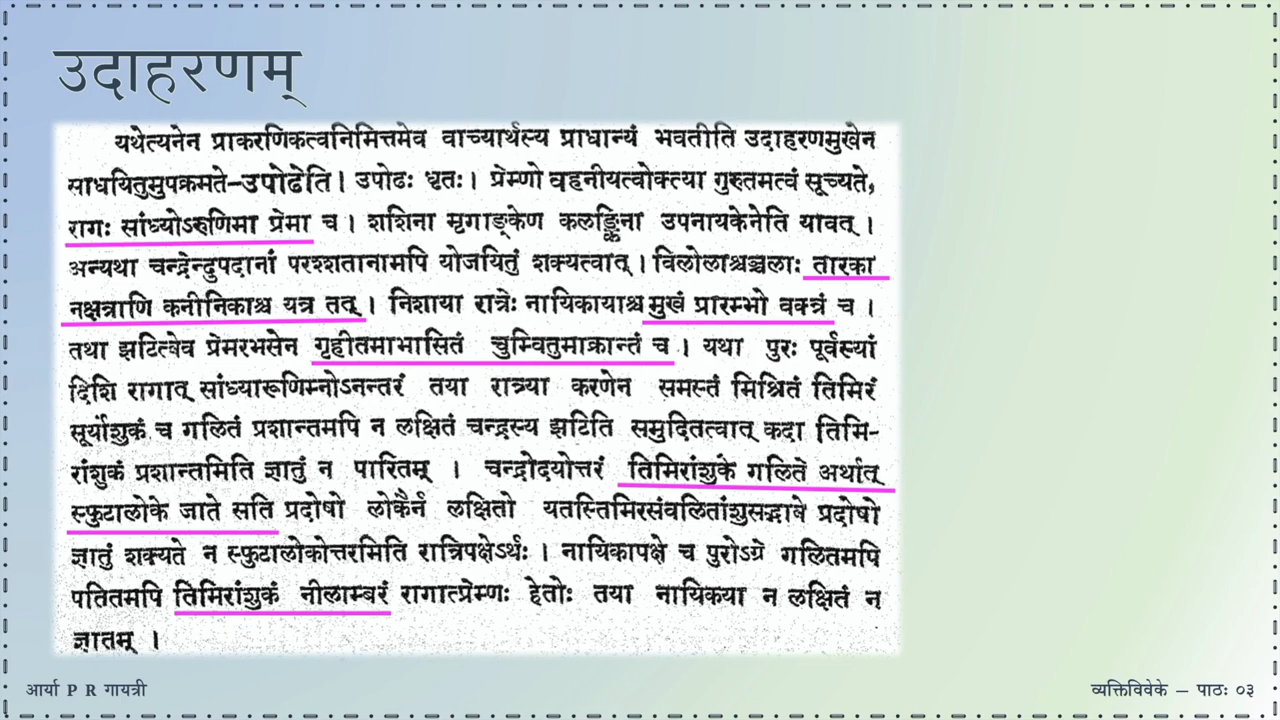 उदाहरणम्
यथेत्यनेन प्राकरणिकत्वनिमित्तमेव वाच्यार्थस्य प्राधान्यं भवतीति उदाहरणमुखेन
साधयितुमुपक्रमते–उपोढेति। उपोढः धृतः। प्रेम्णो वहनीयत्वोक्त्या गुरुतमत्वं सूच्यते,
रागः सांध्योऽरुणिमा प्रेमा च। शशिना मृगाङ्केण कलङ्किना उपनायकेनेति यावत्।
अन्यथा चन्द्रेन्दुपदानां परश्शतानामपि योजयितुं शक्यत्वात्। विलोलाश्चञ्चलाः तारका
नक्षत्राणि कनीनिकाश्च यत्र तत्। निशाया रात्रेः नायिकायाश्च मुखं प्रारम्भो वक्त्रं च।
तथा झटित्येव प्रेमरभसेन गृहीतमाभासितं चुम्वितुमाक्रान्तं च। यथा पुरः पूर्वस्यां
दिशि रागात् सांध्यारूणिम्नोऽनन्तरं तया रात्र्या करणेन समस्तं मिश्रितं तिमिरं
सूर्यांशुकं च गलितं प्रशान्तमपि न लक्षितं चन्द्रस्य झटिति समुदितत्वात् कदा तिमि-
रांशुकं प्रशान्तमिति ज्ञातुं न पारितम्। चन्द्रोदयोत्तरं तिमिरांशुके गलिते अर्थात्
स्फुटालोके जाते सति प्रदोषो लोकैर्न लक्षितो यतस्तिमिरसंवलितांशुसद्भावे प्रदोषो
ज्ञातुं शक्यते न स्फुटालोकोत्तरमिति रात्रिपक्षेऽर्थः। नायिकापक्षे च पुरोऽग्रे गलितमपि
पतितमपि तिमिरांशुकं नीलाम्बरं रागात्प्रेम्णः हेतोः तया नायिकया न लक्षितं न
ज्ञातम्।
आर्या P R गायत्री
व्यक्तिविवेके – पाठः ०३